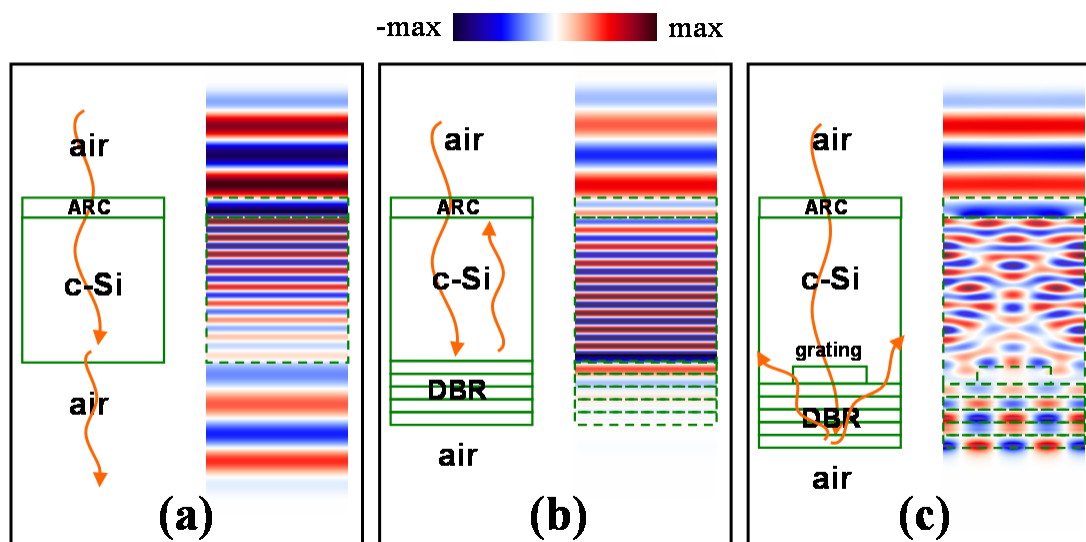 -max max
air
ARC
c-Si
air
(a)
air
ARC
c-Si
DBR
air
(b)
air
ARC
c-Si
grating
DBR
air
(c)